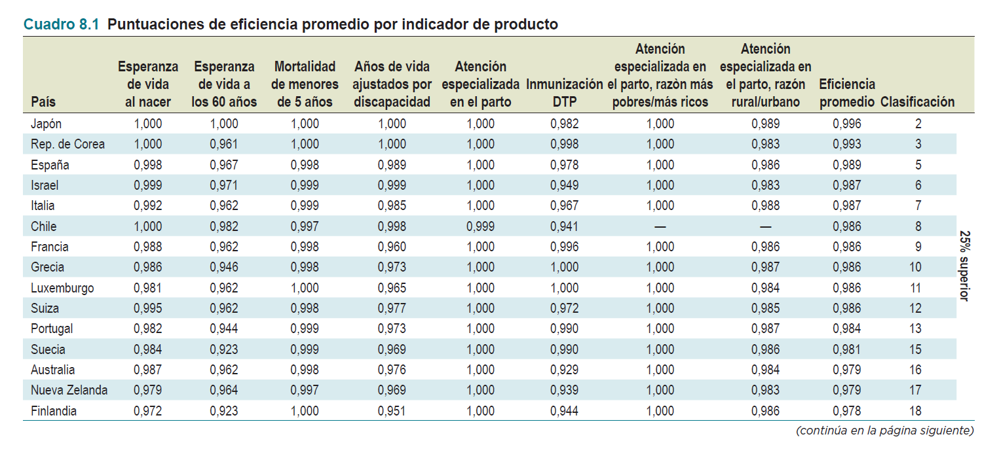 Cuadro 8.1 Puntuaciones de eficiencia promedio por indicador de producto
País
Esperanza
de vida
al nacer
Esperanza
de vida a
los 60 años
Mortalidad
de menores
de 5 años
Años de vida
ajustados por
discapacidad
Atención
especializada
en el parto
Inmunización
DTP
Atención
especializada en
el parto, razòn más
pobres/más ricos
Atención
especializada en
el parto, razón
rural/urbano
Eficiencia
promedio
Clasificación
Japón 1,000 1,000 1,000 1,000 1,000 0,982 1,000 0,989 0,996 2
Rep. de Corea 1,000 0,961 1,000 1,000 1,000 0,998 1,000 0,983 0,993 3
España 0,998 0,967 0,998 0,989 1,000 0,978 1,000 0,986 0,989 5
Israel 0,999 0,971 0,999 0,999 1,000 0,949 1,000 0,983 0,987 6
Italia 0,992 0,962 0,999 0,985 1,000 0,967 1,000 0,988 0,987 7
Chile 1,000 0,982 0,997 0,998 0,999 0,941 — — 0,986 8
Francia 0,988 0,962 0,998 0,960 1,000 0,996 1,000 0,986 0,986 9
Grecia 0,986 0,946 0,998 0,973 1,000 1,000 1,000 0,987 0,986 10
Luxemburgo 0,981 0,962 1,000 0,965 1,000 1,000 1,000 0,984 0,986 11
Suiza 0,995 0,962 0,998 0,977 1,000 0,972 1,000 0,985 0,986 12
Portugal 0,982 0,944 0,999 0,973 1,000 0,990 1,000 0,987 0,984 13
Suecia 0,984 0,923 0,999 0,969 1,000 0,990 1,000 0,986 0,981 15
Australia 0,987 0,962 0,998 0,976 1,000 0,929 1,000 0,984 0,979 16
Nueva Zelanda 0,979 0,964 0,997 0,969 1,000 0,939 1,000 0,983 0,979 17
Finlandia 0,972 0,923 1,000 0,951 1,000 0,944 1,000 0,986 0,978 18
25% superior
(continúa en la página siguiente)